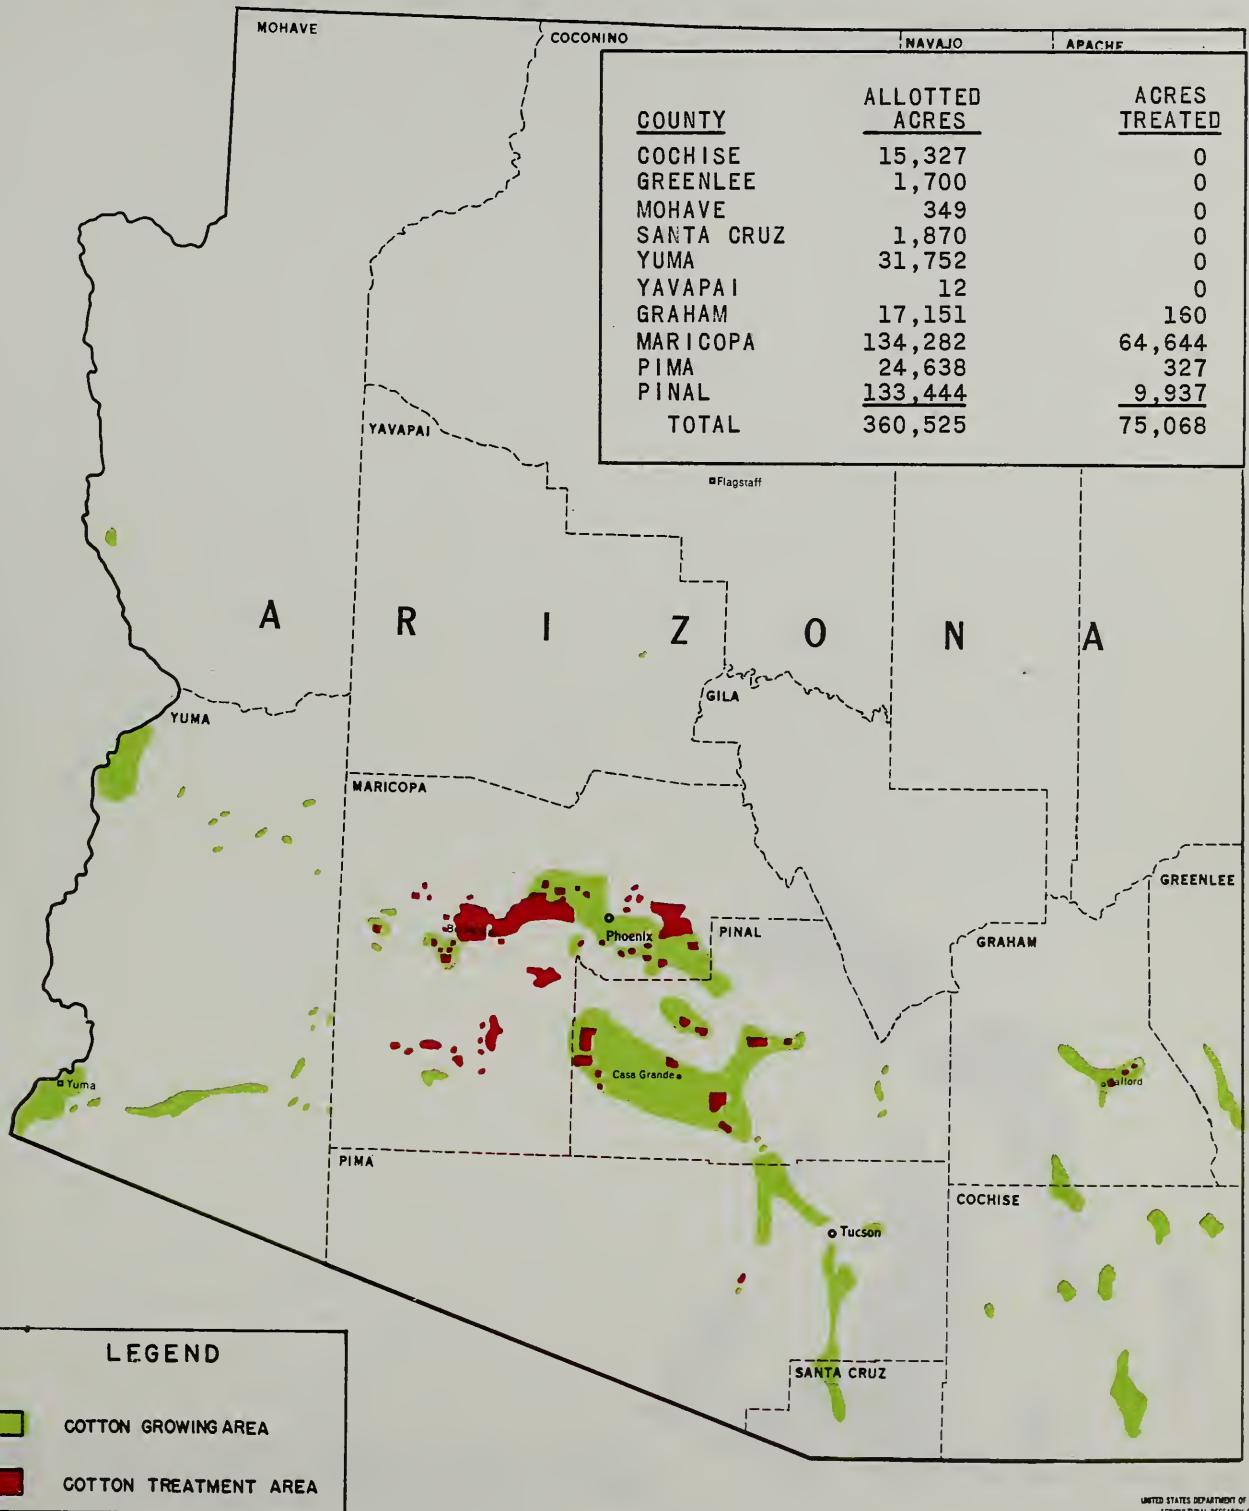 MOHAVE
COCONINO
NAVAJO
APACHE
COUNTY ALLOTTED ACRES ACRES TREATED
COCHISE 15,327 0
GREENLEE 1,700 0
MOHAVE 349 0
SANTA CRUZ 1,870 0
YUMA 31,752 0
YAVAPAI 12 0
GRAHAM 17,151 160
MARICOPA 134,282 64,644
PIMA 24,638 327
PINAL 133,444 9,937
TOTAL 360,525 75,068
YAVAPAI
Flagstaff
ARIZONA
GILA
YUMA
MARICOPA
GREENLEE
PINAL
Phoenix
GRAHAM
Casa Grande
Yuma
PIMA
COCHISE
Tucson
SANTA CRUZ
LEGEND
COTTON GROWING AREA
COTTON TREATMENT AREA
UNITED STATES DEPARTMENT OF